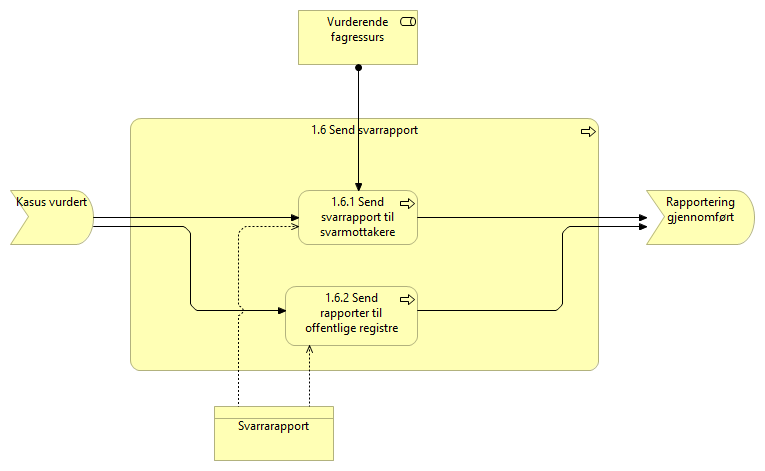 Vurderende
fagressurs
1.6 Send svarrapport
Kasus vurdert
1.6.1 Send
svarrapport til
svarmottakere
Rapportering
gjennomført
1.6.2 Send
rapporter til
offentlige registre
Svarrarapport